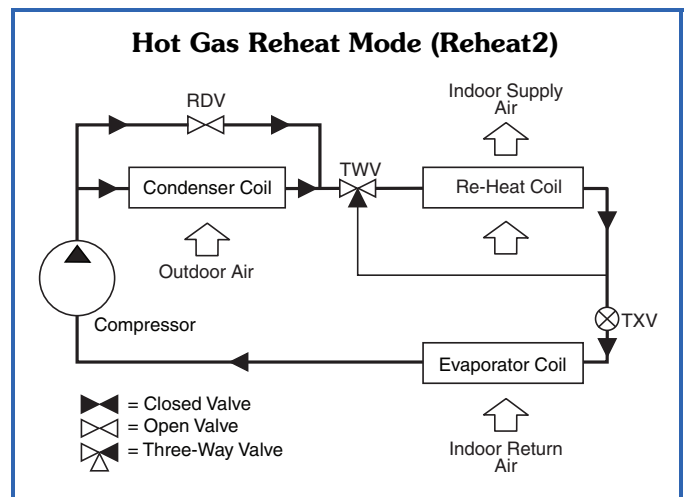 Hot Gas Reheat Mode (Reheat2)
Indoor Supply
Air
RDV
TWV
Condenser Coil
Re-Heat Coil
Outdoor Air
Compressor
TXV
Evaporator Coil
= Closed Valve
= Open Valve
= Three-Way Valve
Indoor Return
Air